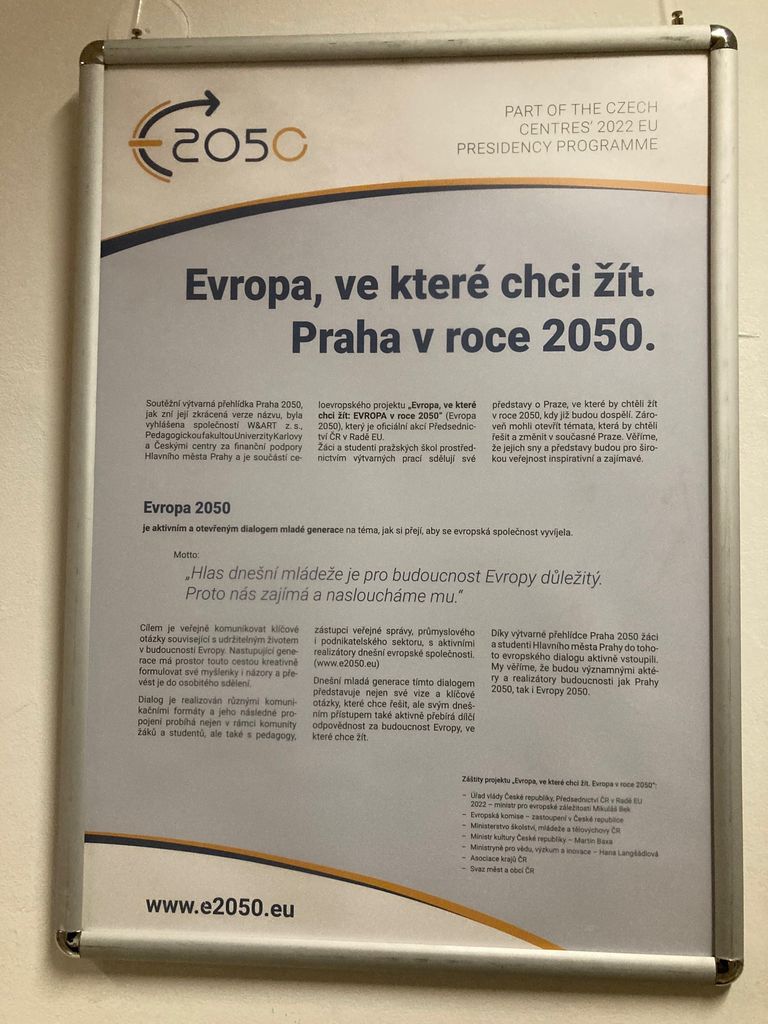 E2050
PART OF THE CZECH
CENTRES' 2022 EU
PRESIDENCY PROGRAMME
Evropa, ve které chci žít.
Praha v roce 2050.
Soutěžní výtvarná přehlídka Praha 2050,
jak zní její zkrácená verze názvu, byla
vyhlášena společností W&ART z. s.,
PedagogickoufakultouUniverzityKarlovy
a Českými centry za finanční podpory
Hlavního města Prahy a je součástí ce-
loevropského projektu „Evropa, ve které
chci žít: EVROPA v roce 2050" (Evropa
2050), který je oficiální akcí Předsednic-
tví ČR v Radě EU.
Žáci a studenti pražských škol prostřed-
nictvím výtvarných prací sdělují své
představy o Praze, ve které by chtěli žít
v roce 2050, kdy již budou dospělí. Záro-
veň mohli otevřít témata, která by chtěli
řešit a změnit v současné Praze. Věříme,
že jejich sny a představy budou pro širo-
kou veřejnost inspirativní a zajímavé.
Evropa 2050
je aktivním a otevřeným dialogem mladé generace na téma, jak si přejí, aby se evropská společnost vyvíjela.
Motto:
„Hlas dnešní mládeže je pro budoucnost Evropy důležitý.
Proto nás zajímá a nasloucháme mu."
Cílem je veřejně komunikovat klíčové
otázky související s udržitelným životem
v budoucnosti Evropy. Nastupující gene-
race má prostor touto cestou kreativně
formulovat své myšlenky i názory a pře-
vést je do osobitého sdělení.
Dialog je realizován různými komuni-
kačními formáty a jeho následné pro-
pojení probíhá nejen v rámci komunity
žáků a studentů, ale také s pedagogy,
zástupci veřejné správy, průmyslového
i podnikatelského sektoru, s aktivními
realizátory dnešní evropské společnosti.
(www.e2050.eu)
Dnešní mladá generace tímto dialogem
představuje nejen své vize a klíčové
otázky, které chce řešit, ale svým dneš-
ním přístupem také aktivně přebírá dílčí
odpovědnost za budoucnost Evropy, ve
které chce žít.
Díky výtvarné přehlídce Praha 2050 žáci
a studenti Hlavního města Prahy do toho-
to evropského dialogu aktivně vstoupili.
My věříme, že budou významnými akté-
ry a realizátory budoucnosti jak Prahy
2050, tak i Evropy 2050.
Záštity projektu „Evropa, ve které chci žít. Evropa v roce 2050":
– Úřad vlády České republiky, Předsednictví ČR v Radě EU
2022 – ministr pro evropské záležitosti Mikuláš Bek
– Evropská komise – zastoupení v České republice
– Ministerstvo školství, mládeže a tělovýchovy ČR
– Ministr kultury České republiky – Martin Baxa
– Ministryně pro vědu, výzkum a inovace – Hana Langšádlová
– Asociace krajů ČR
– Svaz měst a obcí ČR
www.e2050.eu